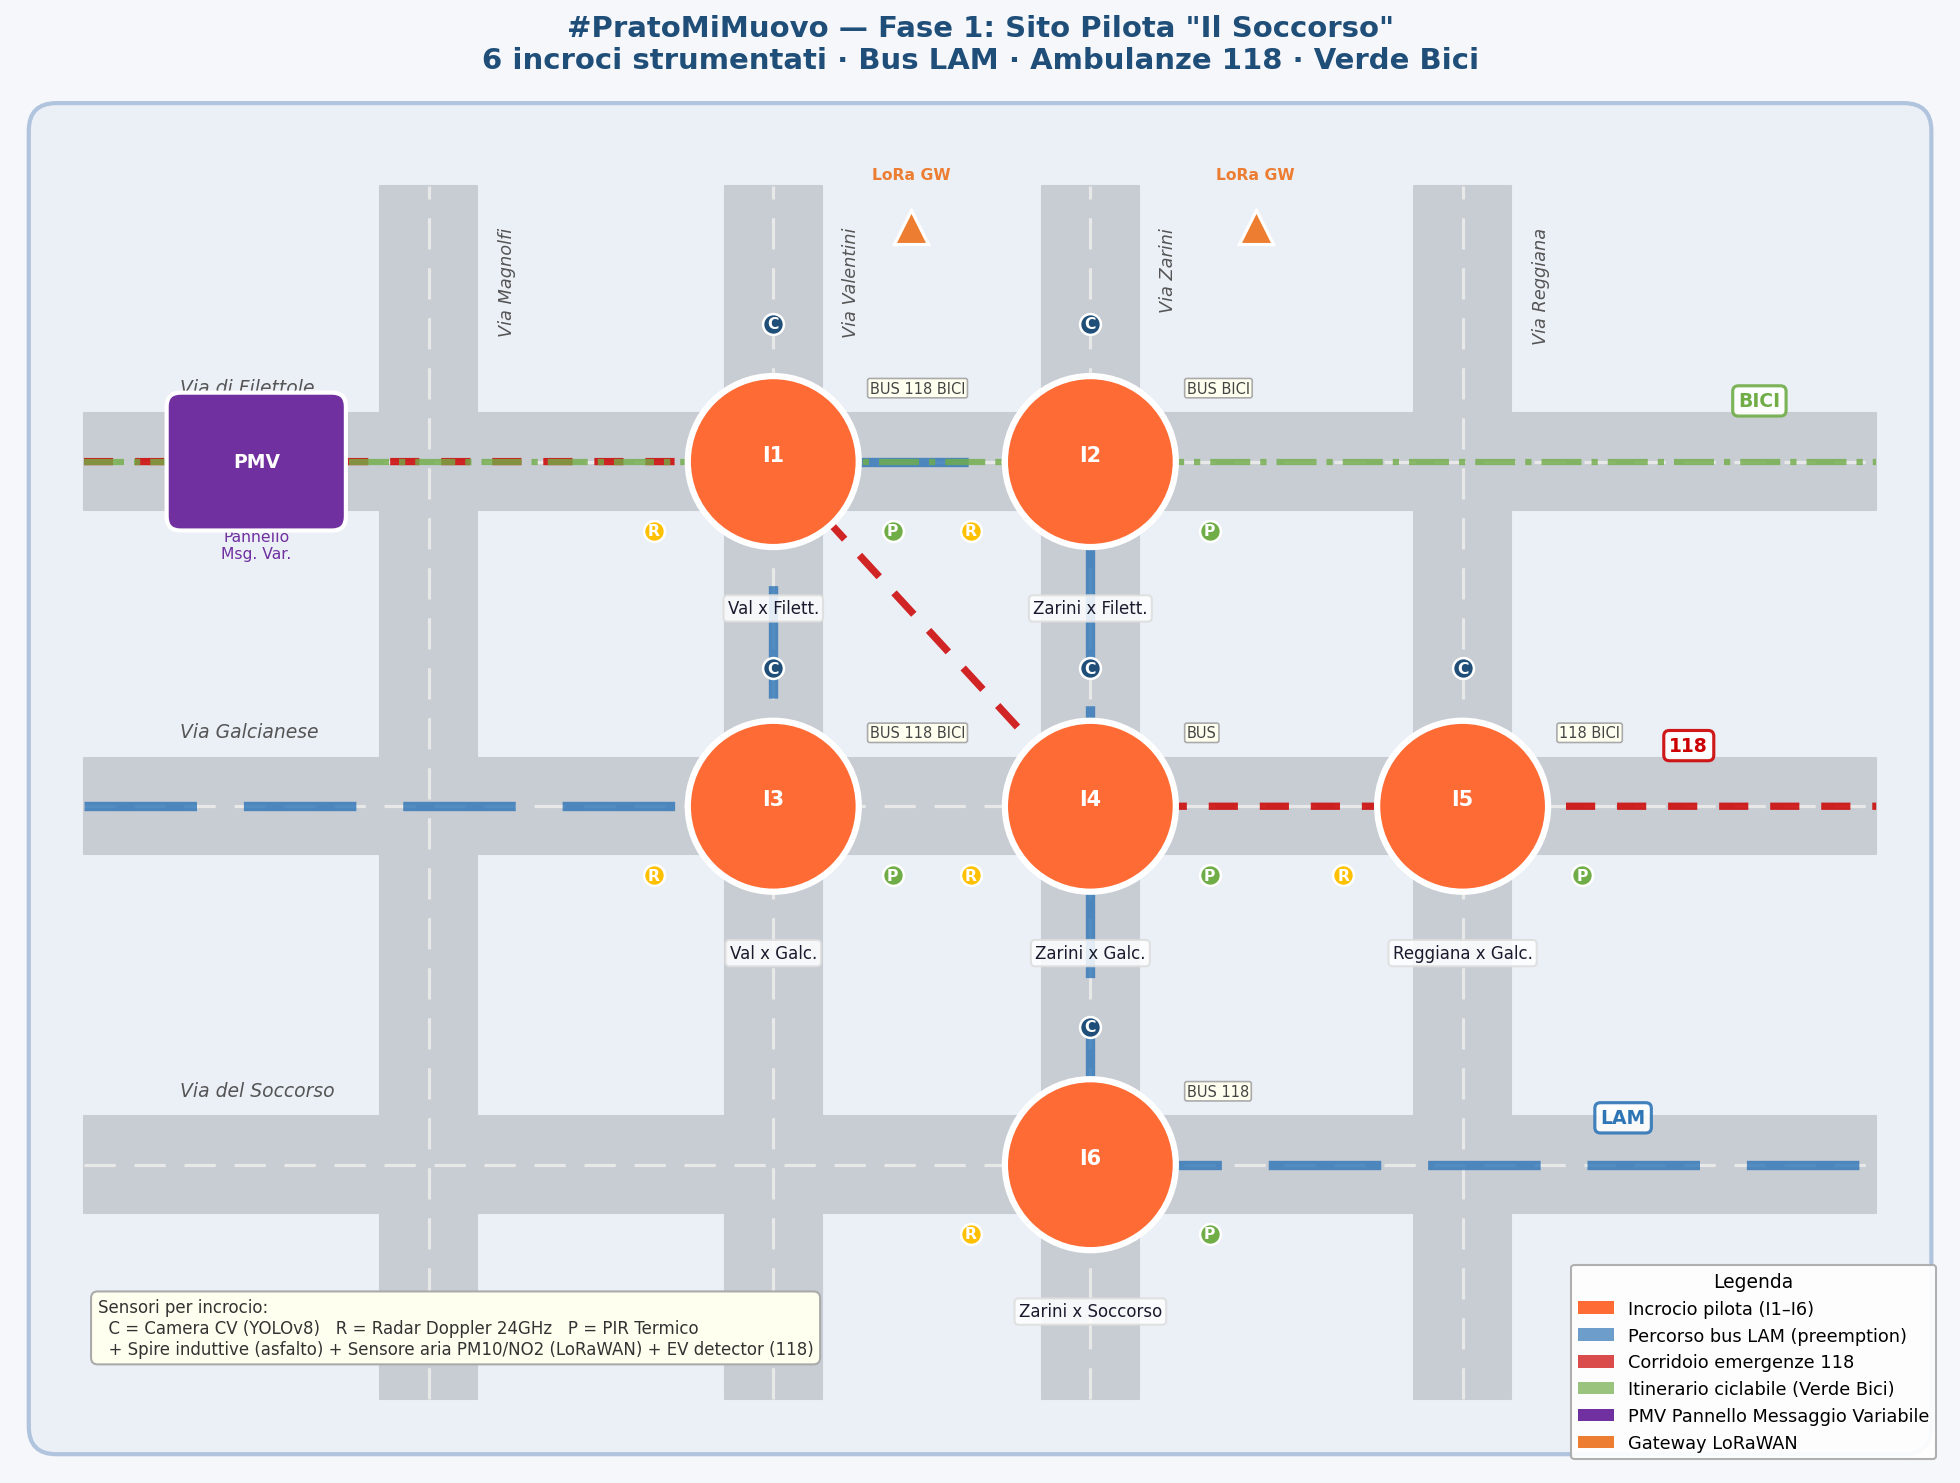 #PratoMiMuovo — Fase 1: Sito Pilota "Il Soccorso"
6 incroci strumentati · Bus LAM · Ambulanze 118 · Verde Bici
LoRa GW
LoRa GW
Via Magnolfi
Via Valentini
Via Zarini
Via Reggiana
C
C
Via di Filettole
BUS 118 BICI
BUS BICI
BICI
PMV
I1
I2
R
P
R
P
Pannello
Msg. Var.
Val x Filett.
Zarini x Filett.
C
C
C
Via Galcianese
BUS 118 BICI
BUS
118 BICI
118
I3
I4
I5
R
P
R
P
R
P
Val x Galc.
Zarini x Galc.
Reggiana x Galc.
C
Via del Soccorso
BUS 118
LAM
I6
R
P
Zarini x Soccorso
Sensori per incrocio:
C = Camera CV (YOLOv8)   R = Radar Doppler 24GHz   P = PIR Termico
+ Spire induttive (asfalto) + Sensore aria PM10/NO2 (LoRaWAN) + EV detector (118)
Legenda
Incrocio pilota (I1–I6)
Percorso bus LAM (preemption)
Corridoio emergenze 118
Itinerario ciclabile (Verde Bici)
PMV Pannello Messaggio Variabile
Gateway LoRaWAN